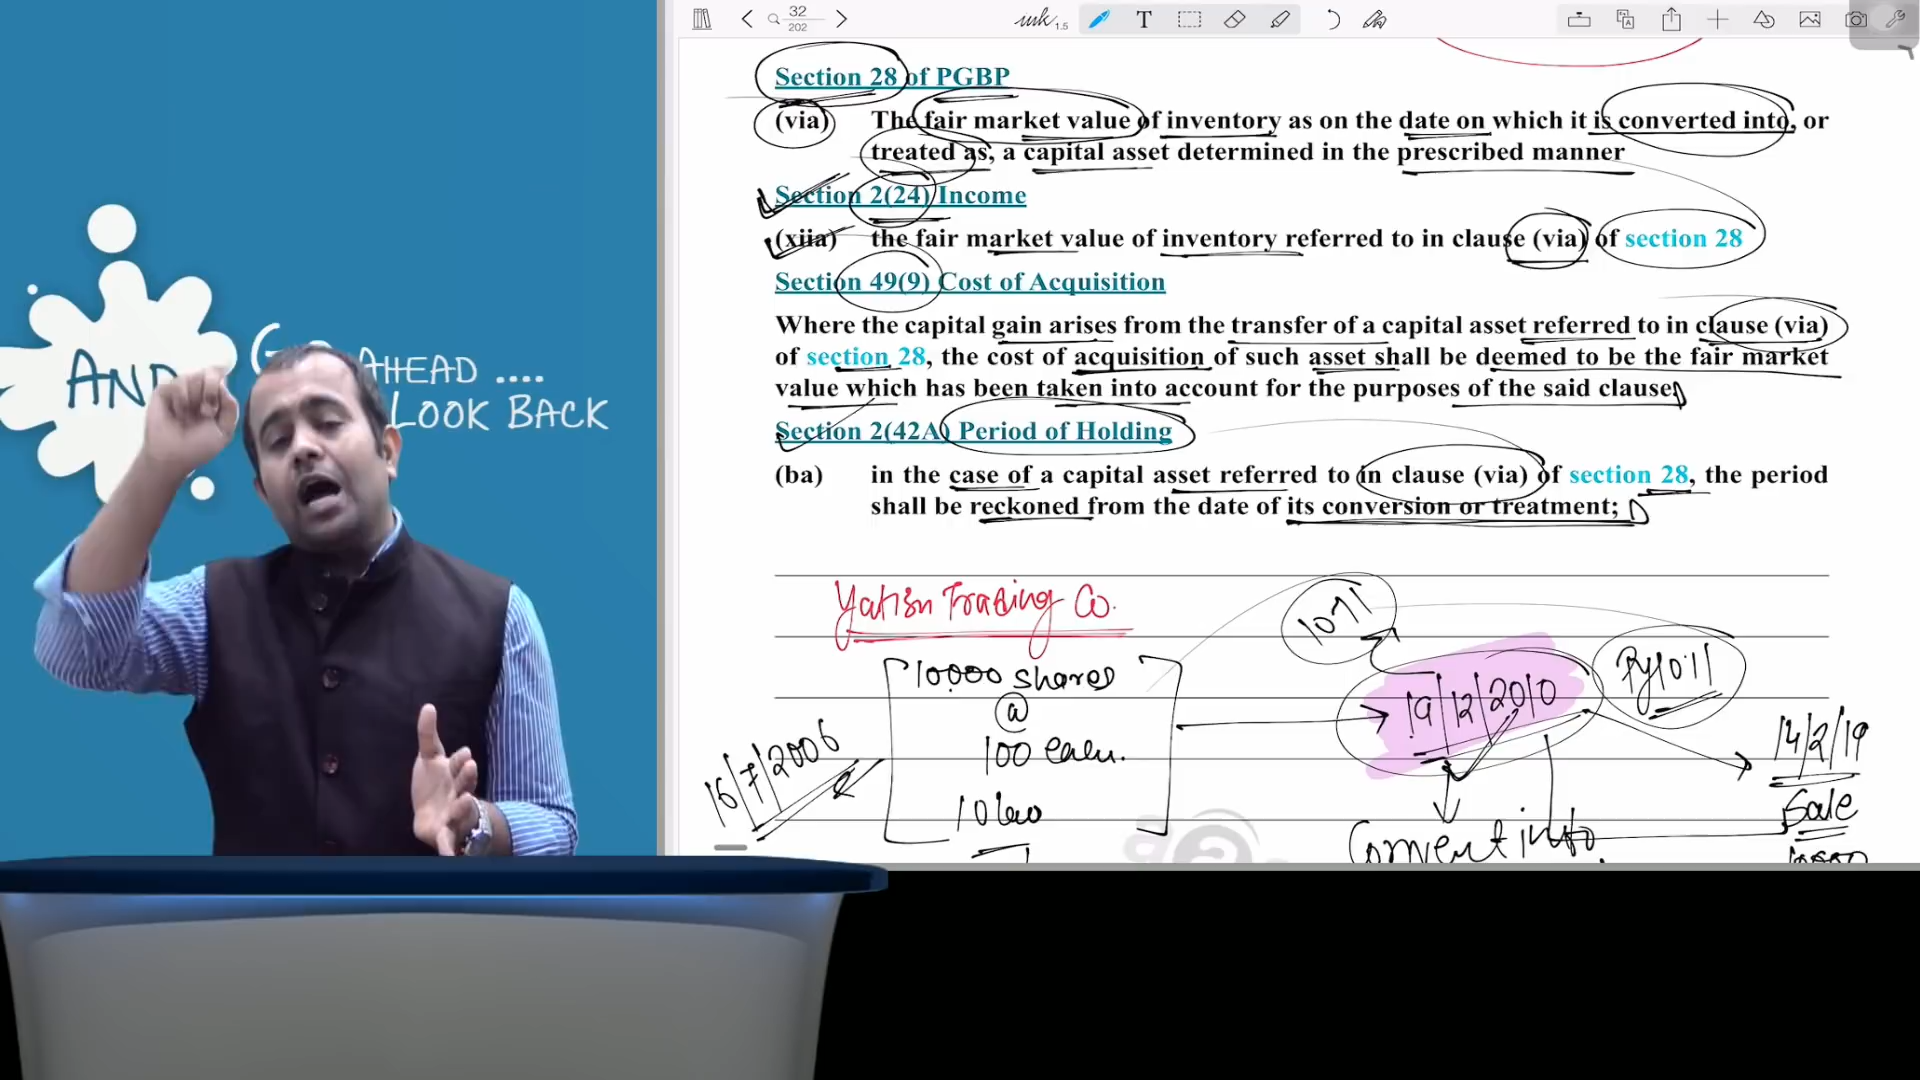 32
202
ink 1.5
T
Section 28 of PGBP
(via) The fair market value of inventory as on the date on which it is converted into, or
treated as, a capital asset determined in the prescribed manner
Section 2(24) Income
(xiia) the fair market value of inventory referred to in clause (via) of section 28
Section 49(9) Cost of Acquisition
Where the capital gain arises from the transfer of a capital asset referred to in clause (via)
of section 28, the cost of acquisition of such asset shall be deemed to be the fair market
value which has been taken into account for the purposes of the said clause.
Section 2(42A) Period of Holding
(ba) in the case of a capital asset referred to in clause (via) of section 28, the period
shall be reckoned from the date of its conversion or treatment;
AND
AHEAD ....
LOOK BACK
Trading Co.
10,000 shares
@
100 each.
16/7/2006
19/12/2010
PY1011
14/2/19
Sale
Convert into